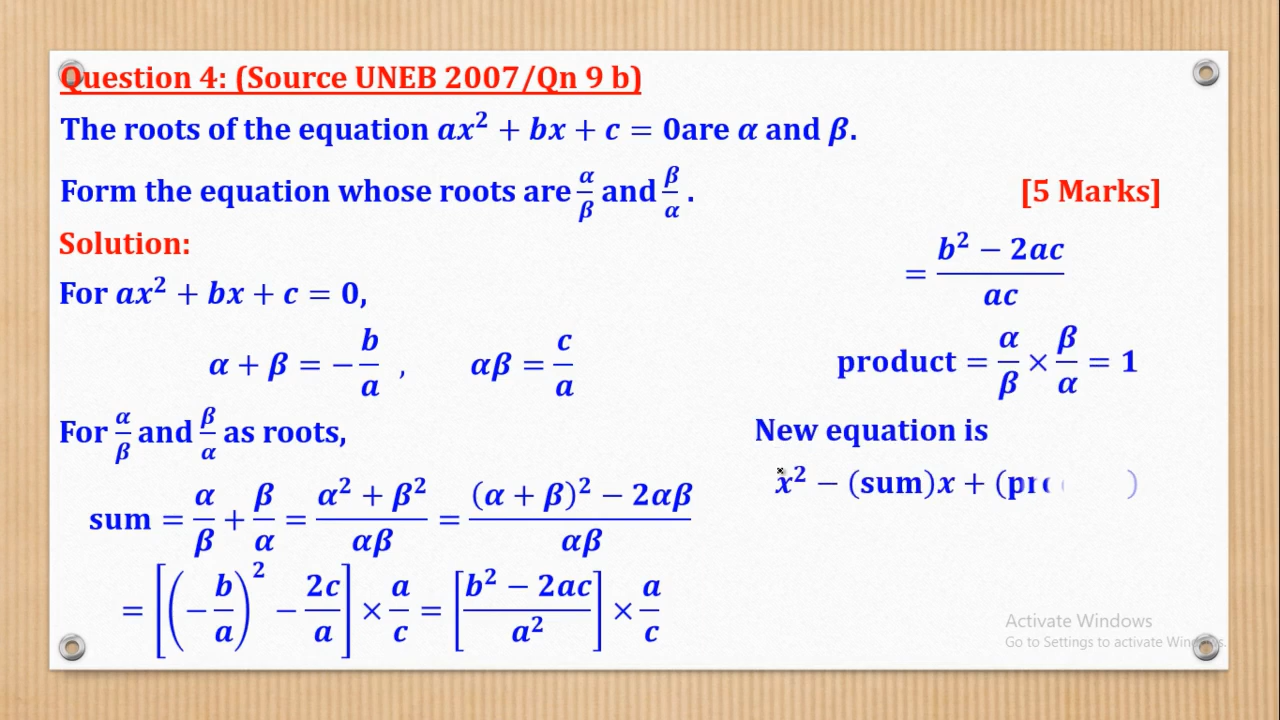 Question 4: (Source UNEB 2007/Qn 9 b)
The roots of the equation ax² + bx + c = 0are α and β.
Form the equation whose roots are α/β and β/α . [5 Marks]
Solution:
For ax² + bx + c = 0,
α + β = −b/a , αβ = c/a
For α/β and β/α as roots,
sum = α/β + β/α = (α² + β²)/αβ = ((α + β)² − 2αβ)/αβ
= [(−b/a)² − 2c/a] × a/c = [(b² − 2ac)/a²] × a/c
= (b² − 2ac)/ac
product = α/β × β/α = 1
New equation is
x² − (sum)x + (pr )
Activate Windows
Go to Settings to activate Windows.